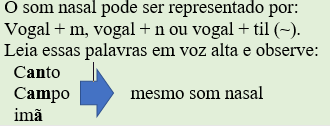 O som nasal pode ser representado por:
Vogal + m, vogal + n ou vogal + til (~).
Leia essas palavras em voz alta e observe:
Canto
Campo mesmo som nasal
imã